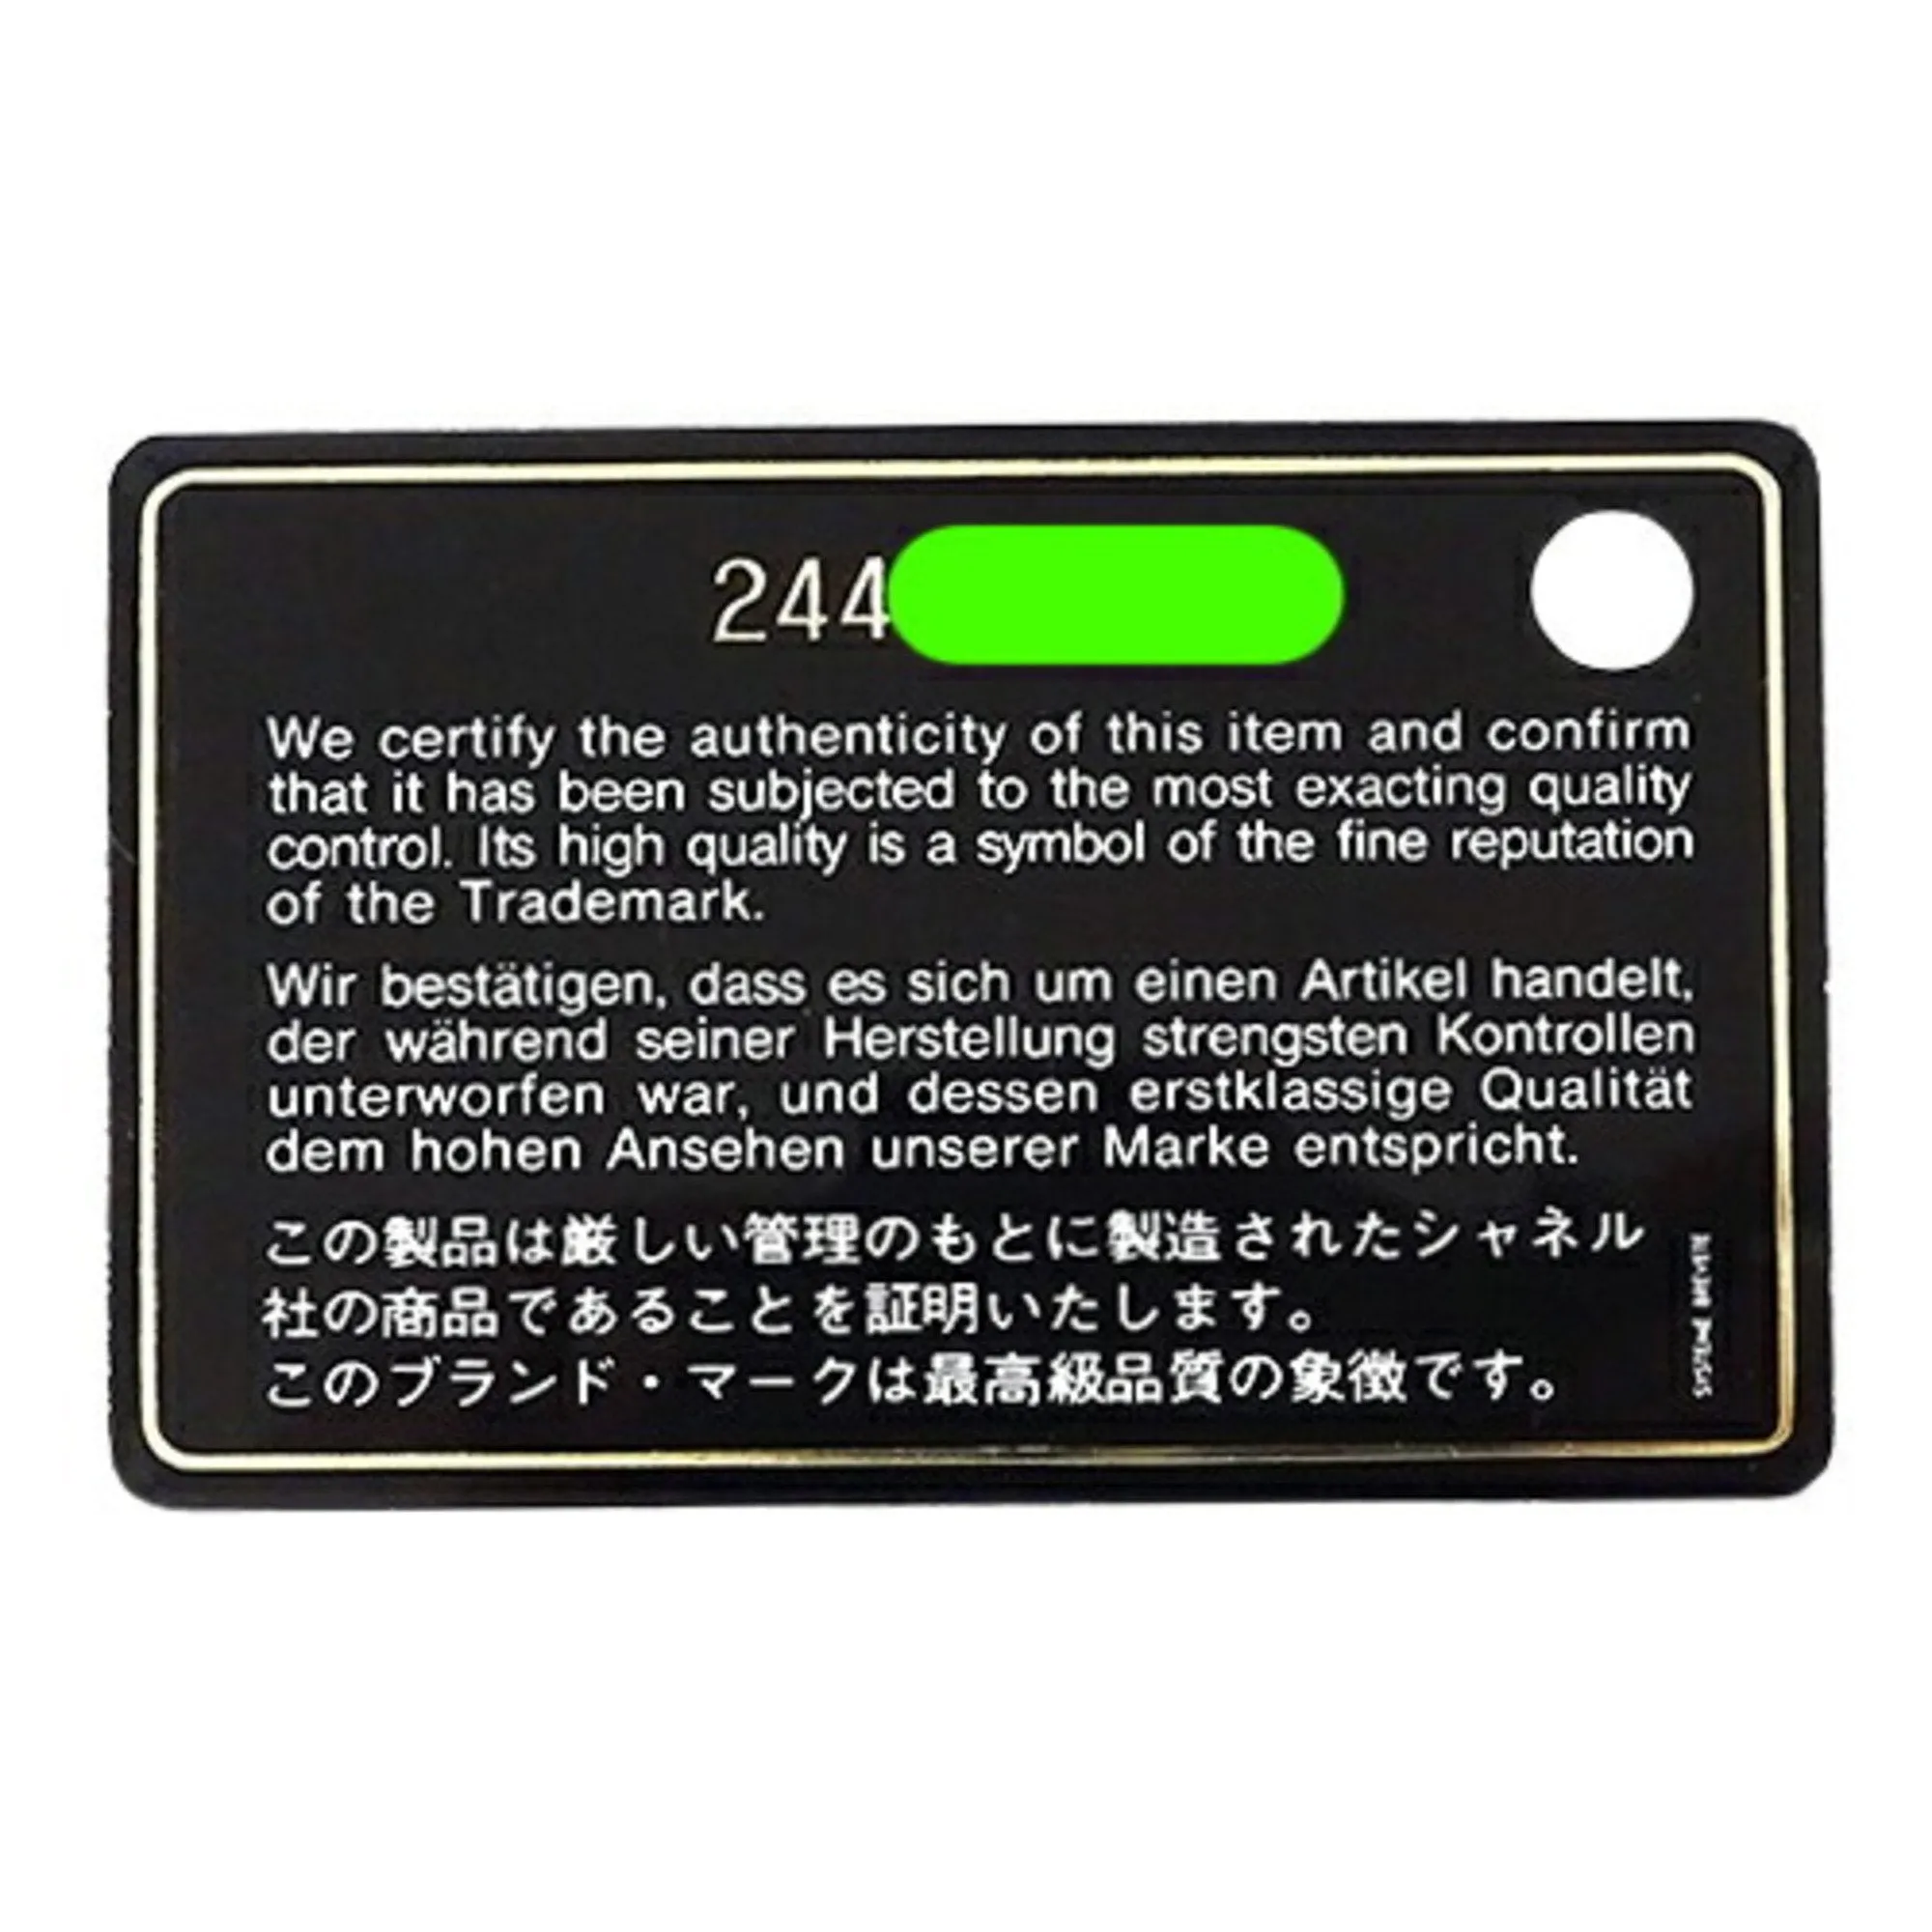 244
We certify the authenticity of this item and confirm
that it has been subjected to the most exacting quality
control. Its high quality is a symbol of the fine reputation
of the Trademark.
Wir bestätigen, dass es sich um einen Artikel handelt,
der während seiner Herstellung strengsten Kontrollen
unterworfen war, und dessen erstklassige Qualität
dem hohen Ansehen unserer Marke entspricht.
この製品は厳しい管理のもとに製造されたシャネル
社の商品であることを証明いたします。
このブランド・マークは最高級品質の象徴です。
SYSTEME BREVETE